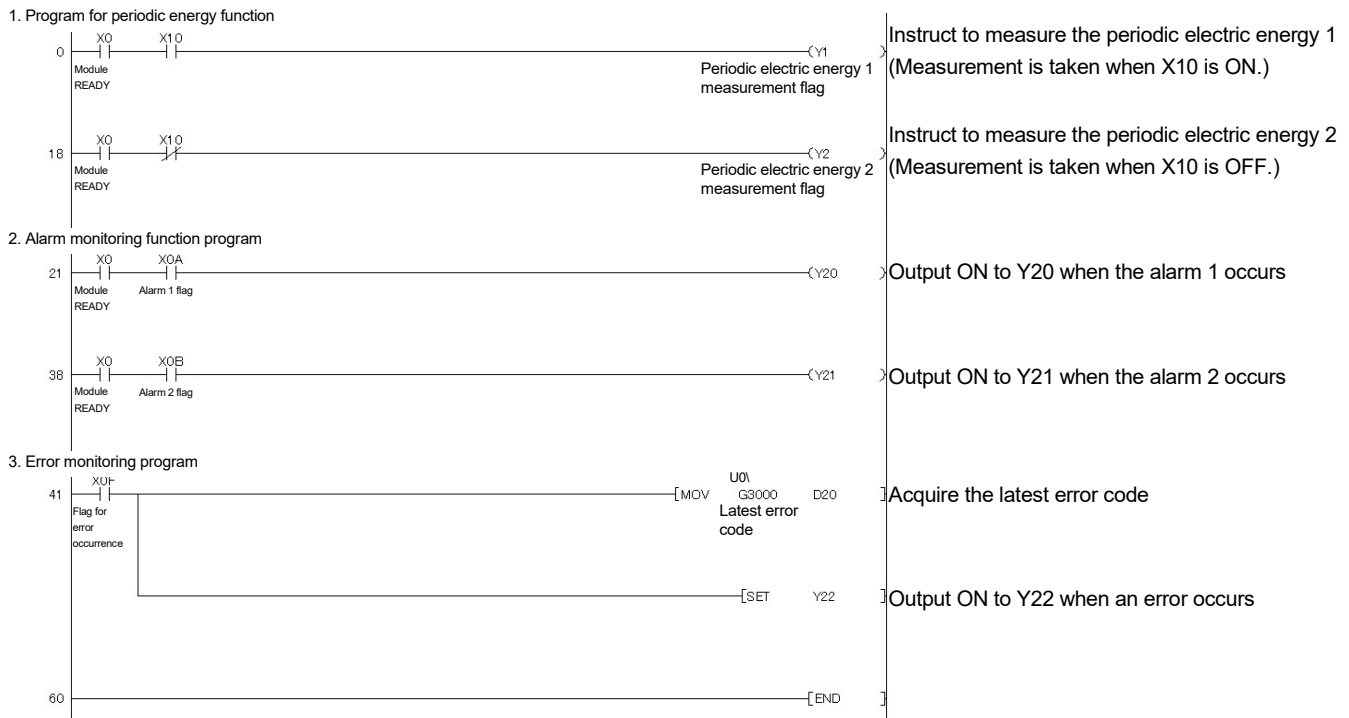 1. Program for periodic energy function
X0 X10
0 Y1 Instruct to measure the periodic electric energy 1
Module Periodic electric energy 1 (Measurement is taken when X10 is ON.)
READY measurement flag
Instruct to measure the periodic electric energy 2
X0 X10
18 Y2 (Measurement is taken when X10 is OFF.)
Module Periodic electric energy 2
READY measurement flag
2. Alarm monitoring function program
X0 X0A
21 Y20 Output ON to Y20 when the alarm 1 occurs
Module Alarm 1 flag
READY
X0 X0B
38 Y21 Output ON to Y21 when the alarm 2 occurs
Module Alarm 2 flag
READY
3. Error monitoring program
X0F U0\
41 MOV G3000 D20 Acquire the latest error code
Flag for Latest error
error code
occurrence
SET Y22 Output ON to Y22 when an error occurs
60 END